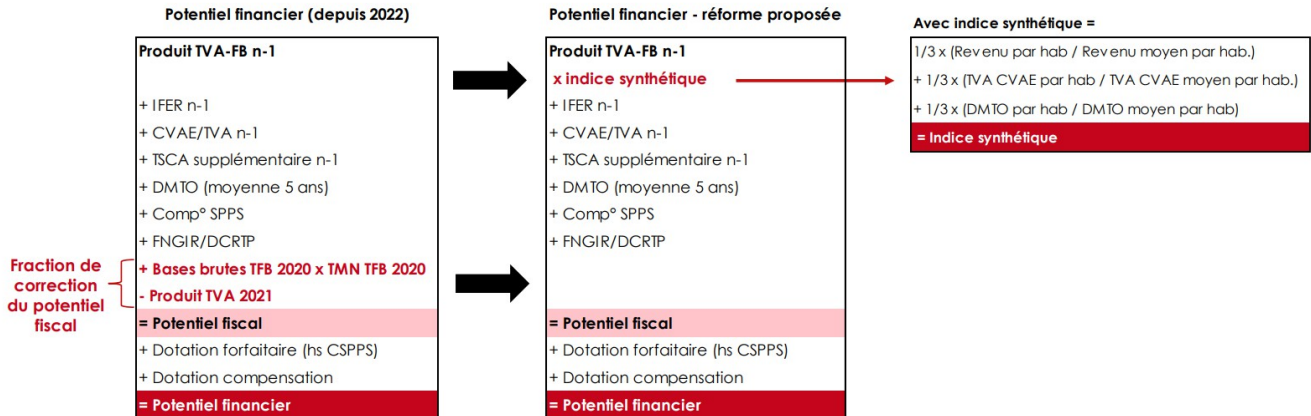 Potentiel financier (depuis 2022)
Produit TVA-FB n-1
+ IFER n-1
+ CVAE/TVA n-1
+ TSCA supplémentaire n-1
+ DMTO (moyenne 5 ans)
+ Comp° SPPS
+ FNGIR/DCRTP
Fraction de
correction
du potentiel
fiscal
+ Bases brutes TFB 2020 x TMN TFB 2020
- Produit TVA 2021
= Potentiel fiscal
+ Dotation forfaitaire (hs CSPPS)
+ Dotation compensation
= Potentiel financier
Potentiel financier - réforme proposée
Produit TVA-FB n-1
x indice synthétique
+ IFER n-1
+ CVAE/TVA n-1
+ TSCA supplémentaire n-1
+ DMTO (moyenne 5 ans)
+ Comp° SPPS
+ FNGIR/DCRTP
= Potentiel fiscal
+ Dotation forfaitaire (hs CSPPS)
+ Dotation compensation
= Potentiel financier
Avec indice synthétique =
1/3 x (Revenu par hab / Revenu moyen par hab.)
+ 1/3 x (TVA CVAE par hab / TVA CVAE moyen par hab.)
+ 1/3 x (DMTO par hab / DMTO moyen par hab)
= Indice synthétique